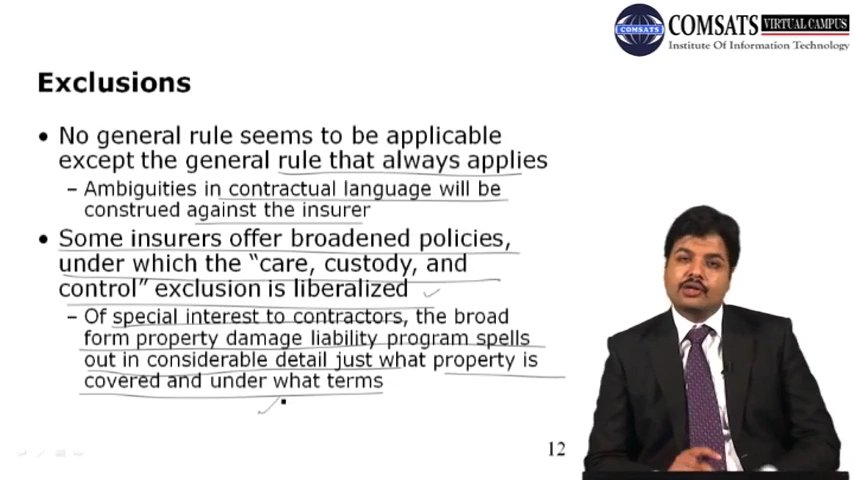 COMSATS
COMSATS VIRTUAL CAMPUS
Institute Of Information Technology
Exclusions
• No general rule seems to be applicable
except the general rule that always applies
– Ambiguities in contractual language will be
construed against the insurer
• Some insurers offer broadened policies,
under which the “care, custody, and
control” exclusion is liberalized
– Of special interest to contractors, the broad
form property damage liability program spells
out in considerable detail just what property is
covered and under what terms
12